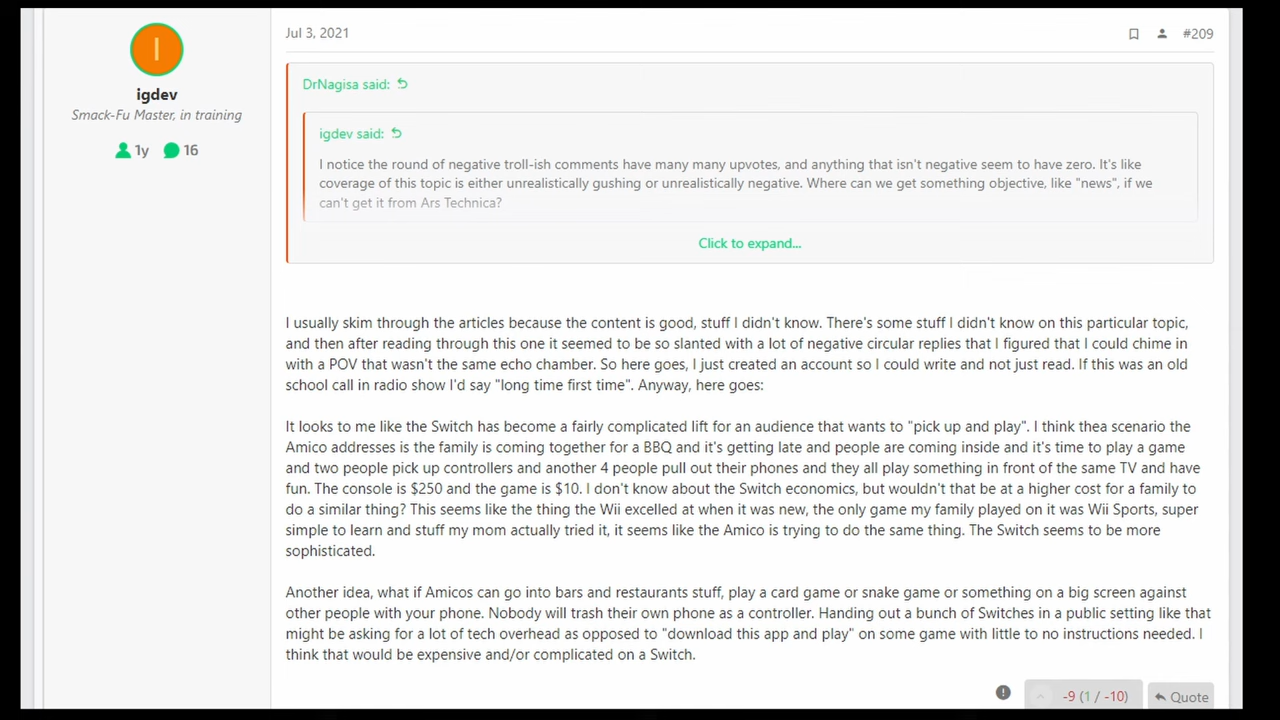 I
igdev
Smack-Fu Master, in training
1y 16
Jul 3, 2021
#209
DrNagisa said:
igdev said:
I notice the round of negative troll-ish comments have many many upvotes, and anything that isn't negative seem to have zero. It's like
coverage of this topic is either unrealistically gushing or unrealistically negative. Where can we get something objective, like "news", if we
can't get it from Ars Technica?
Click to expand...
I usually skim through the articles because the content is good, stuff I didn't know. There's some stuff I didn't know on this particular topic,
and then after reading through this one it seemed to be so slanted with a lot of negative circular replies that I figured that I could chime in
with a POV that wasn't the same echo chamber. So here goes, I just created an account so I could write and not just read. If this was an old
school call in radio show I'd say "long time first time". Anyway, here goes:
It looks to me like the Switch has become a fairly complicated lift for an audience that wants to "pick up and play". I think thea scenario the
Amico addresses is the family is coming together for a BBQ and it's getting late and people are coming inside and it's time to play a game
and two people pick up controllers and another 4 people pull out their phones and they all play something in front of the same TV and have
fun. The console is $250 and the game is $10. I don't know about the Switch economics, but wouldn't that be at a higher cost for a family to
do a similar thing? This seems like the thing the Wii excelled at when it was new, the only game my family played on it was Wii Sports, super
simple to learn and stuff my mom actually tried it, it seems like the Amico is trying to do the same thing. The Switch seems to be more
sophisticated.
Another idea, what if Amicos can go into bars and restaurants stuff, play a card game or snake game or something on a big screen against
other people with your phone. Nobody will trash their own phone as a controller. Handing out a bunch of Switches in a public setting like that
might be asking for a lot of tech overhead as opposed to "download this app and play" on some game with little to no instructions needed. I
think that would be expensive and/or complicated on a Switch.
-9 (1 / -10)
Quote